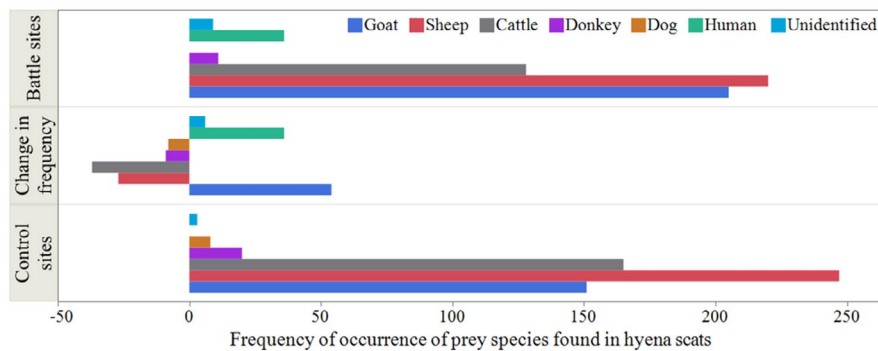 Goat Sheep Cattle Donkey Dog Human Unidentified
Battle sites
Change in
frequency
Control
sites
-50 0 50 100 150 200 250
Frequency of occurrence of prey species found in hyena scats